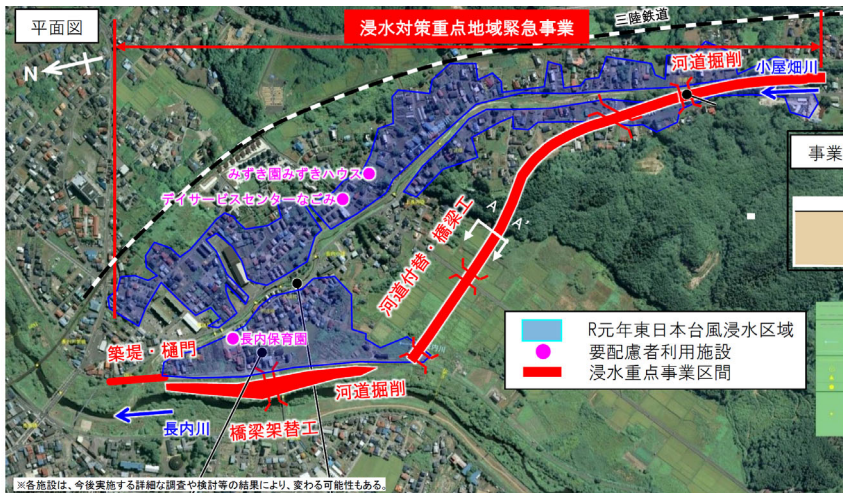 平面図
浸水対策重点地域緊急事業
三陸鉄道
N
河道掘削
小屋畑川
事業
みずき園みずきハウス
デイサービスセンターなごみ
A
A'
河道付替・橋梁工
築堤・樋門
長内保育園
河道掘削
長内川
橋梁架替工
R元年東日本台風浸水区域
要配慮者利用施設
浸水重点事業区間
※各施設は、今後実施する詳細な調査や検討等の結果により、変わる可能性もある。